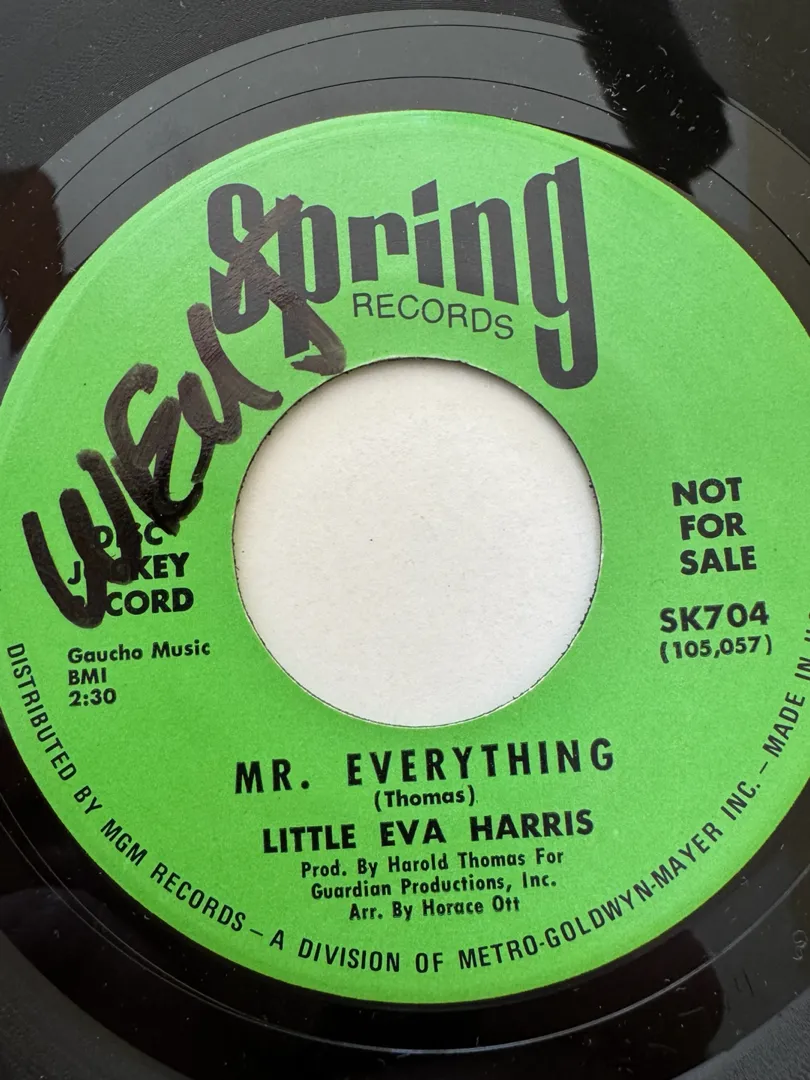 Spring
RECORDS
DISC
JOCKEY
RECORD
Gaucho Music
BMI
2:30
NOT
FOR
SALE
SK704
(105,057)
MR. EVERYTHING
(Thomas)
LITTLE EVA HARRIS
Prod. By Harold Thomas For
Guardian Productions, Inc.
Arr. By Horace Ott
DISTRIBUTED BY MGM RECORDS – A DIVISION OF METRO-GOLDWYN-MAYER INC. – MADE IN